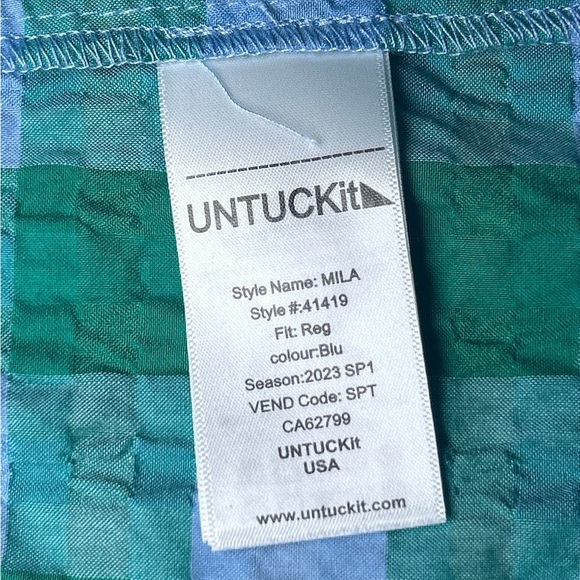 UNTUCKit
Style Name: MILA
Style #:41419
Fit: Reg
colour:Blu
Season:2023 SP1
VEND Code: SPT
CA62799
UNTUCKit
USA
www.untuckit.com